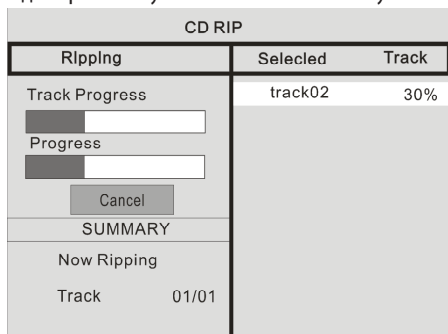 CD RIP
Ripping
Selecled Track
track02 30%
Track Progress
Progress
Cancel
SUMMARY
Now Ripping
Track 01/01